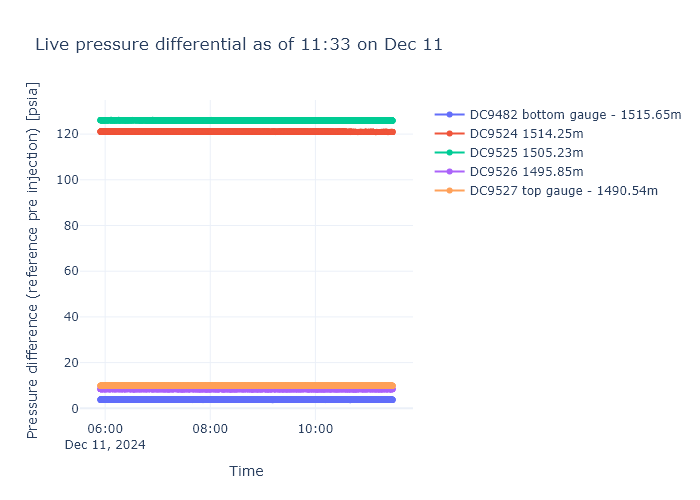 Live pressure differential as of 11:33 on Dec 11
Pressure difference (reference pre injection) [psia]
120
100
80
60
40
20
0
06:00
08:00
10:00
Dec 11, 2024
Time
DC9482 bottom gauge - 1515.65m
DC9524 1514.25m
DC9525 1505.23m
DC9526 1495.85m
DC9527 top gauge - 1490.54m